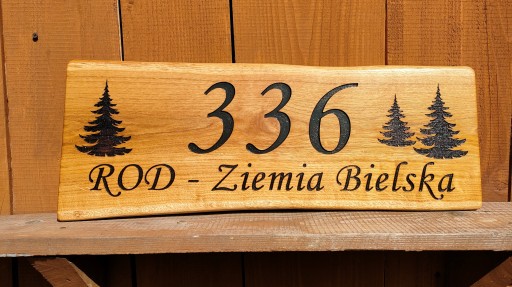 336
ROD - Ziemia Bielska